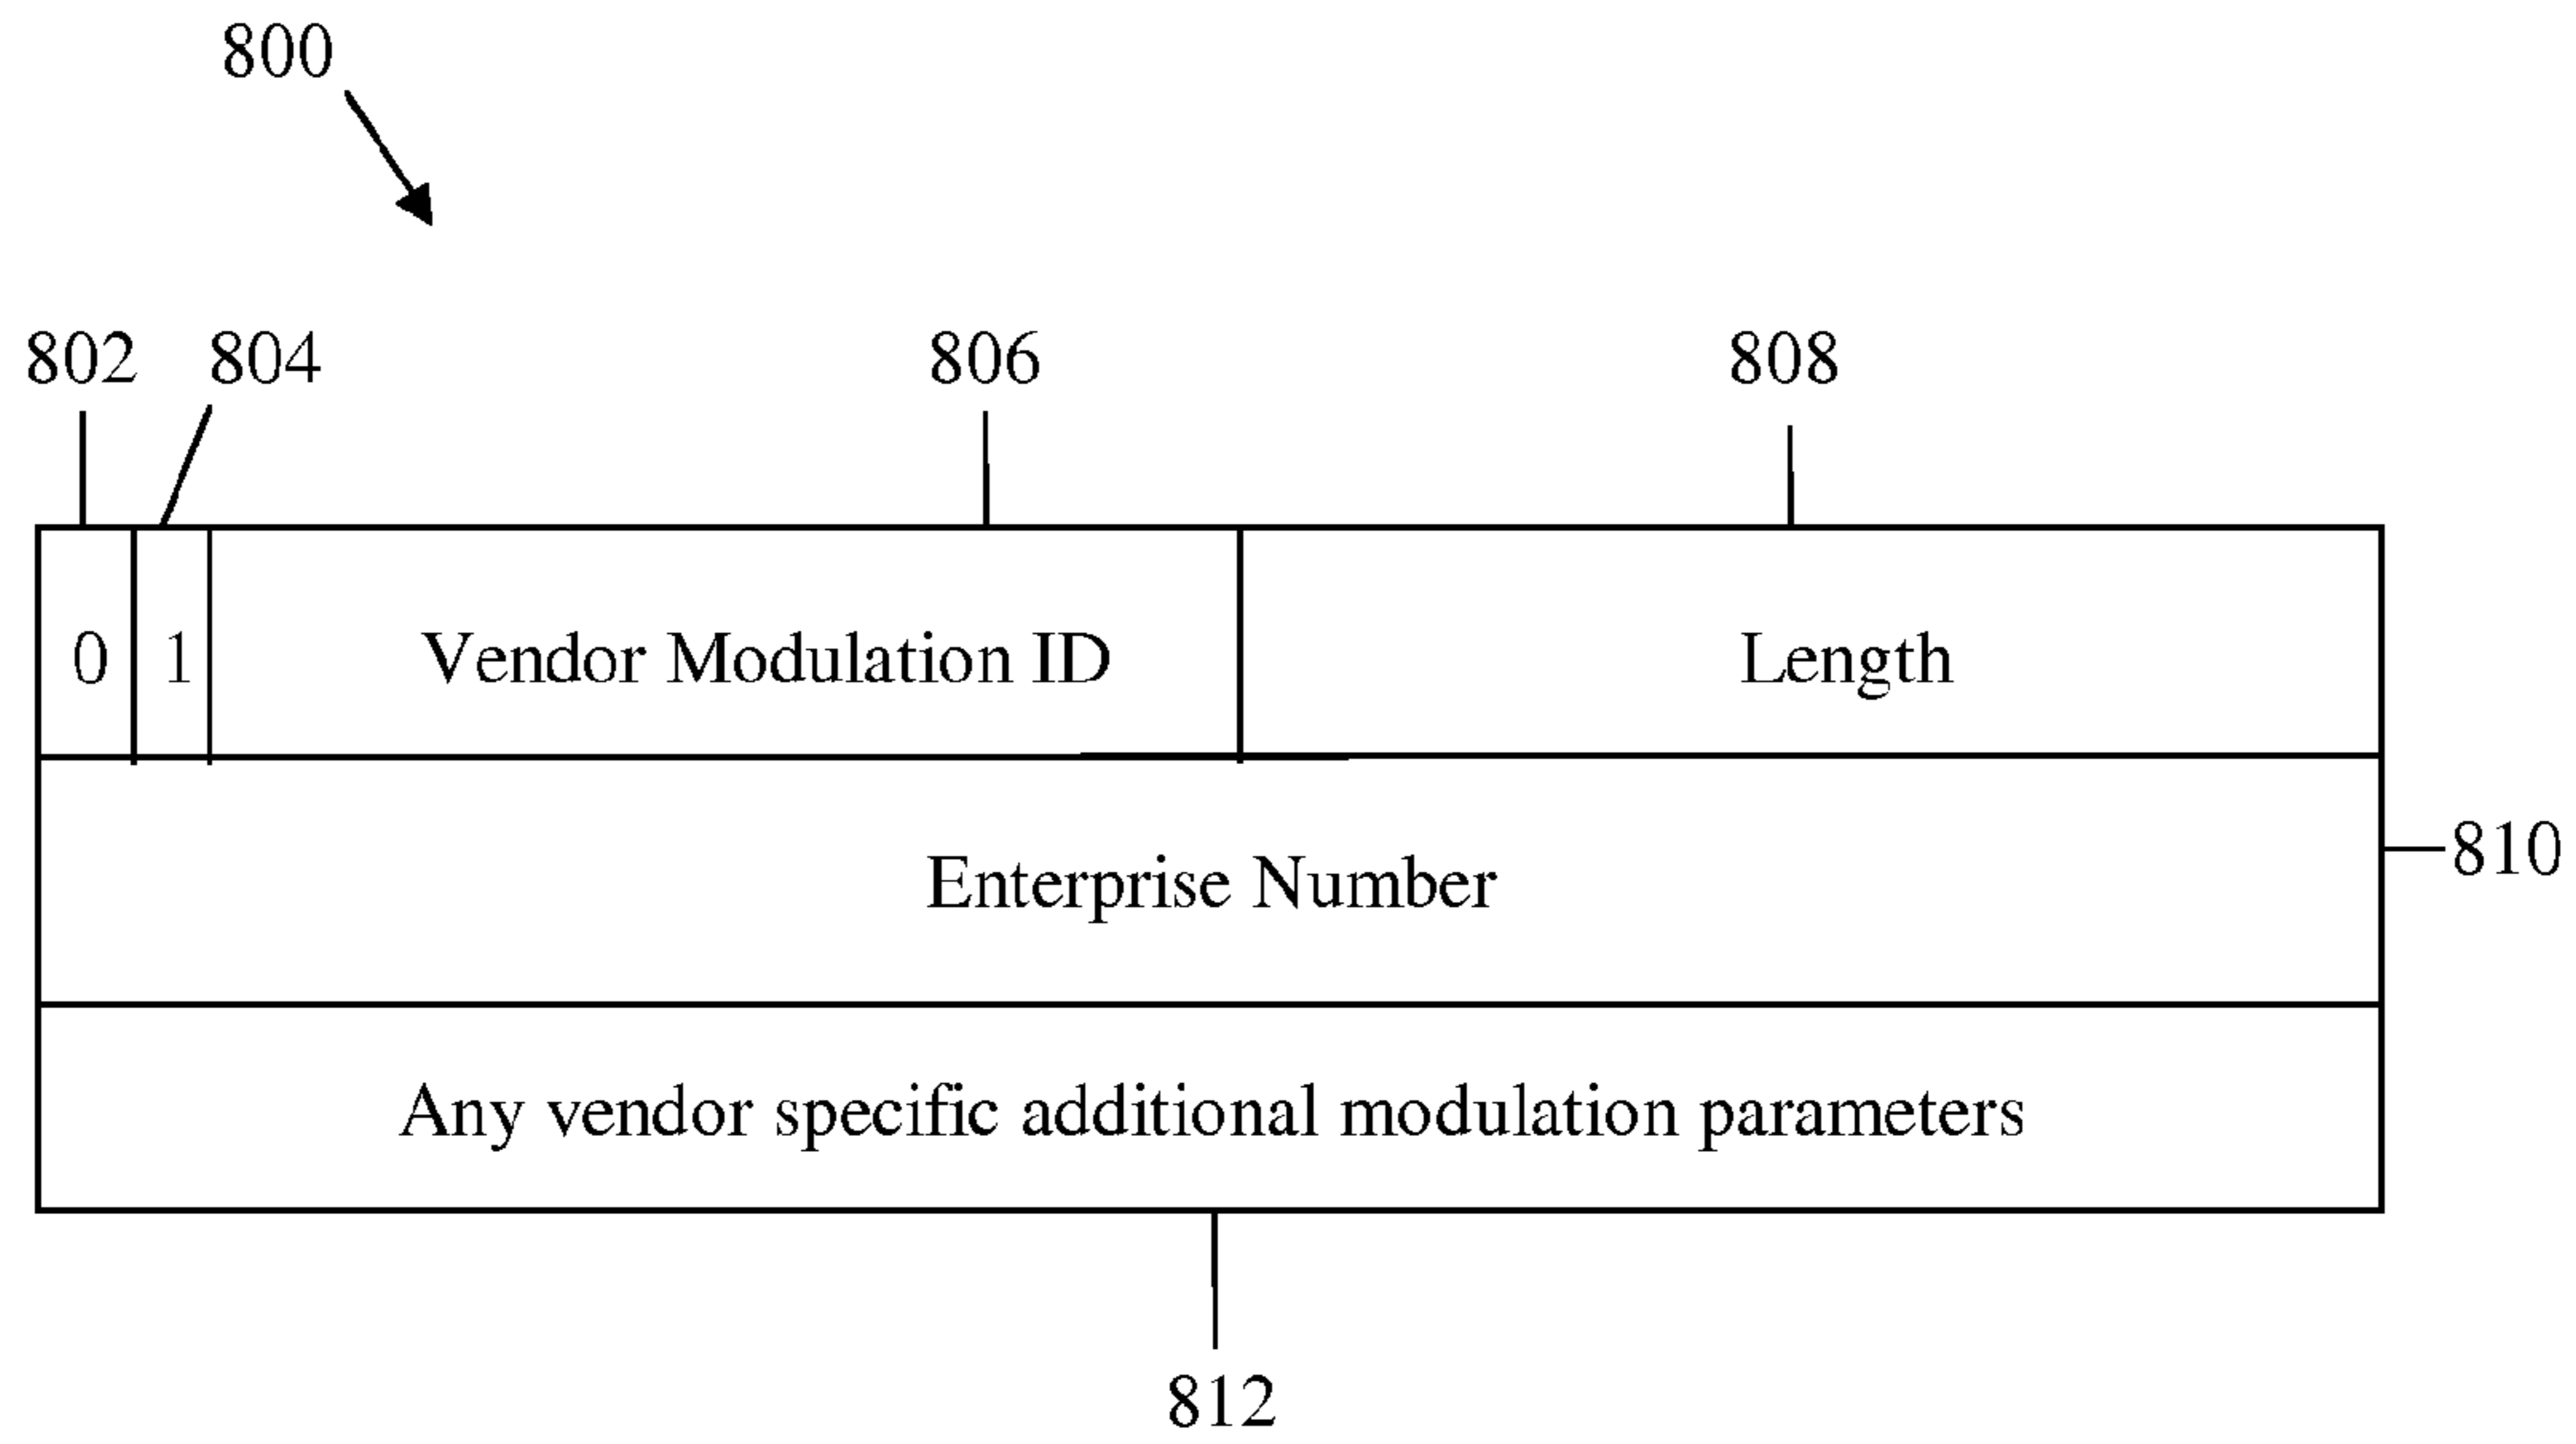 800
802 804 806 808
0 1 Vendor Modulation ID Length
810
Enterprise Number
Any vendor specific additional modulation parameters
812